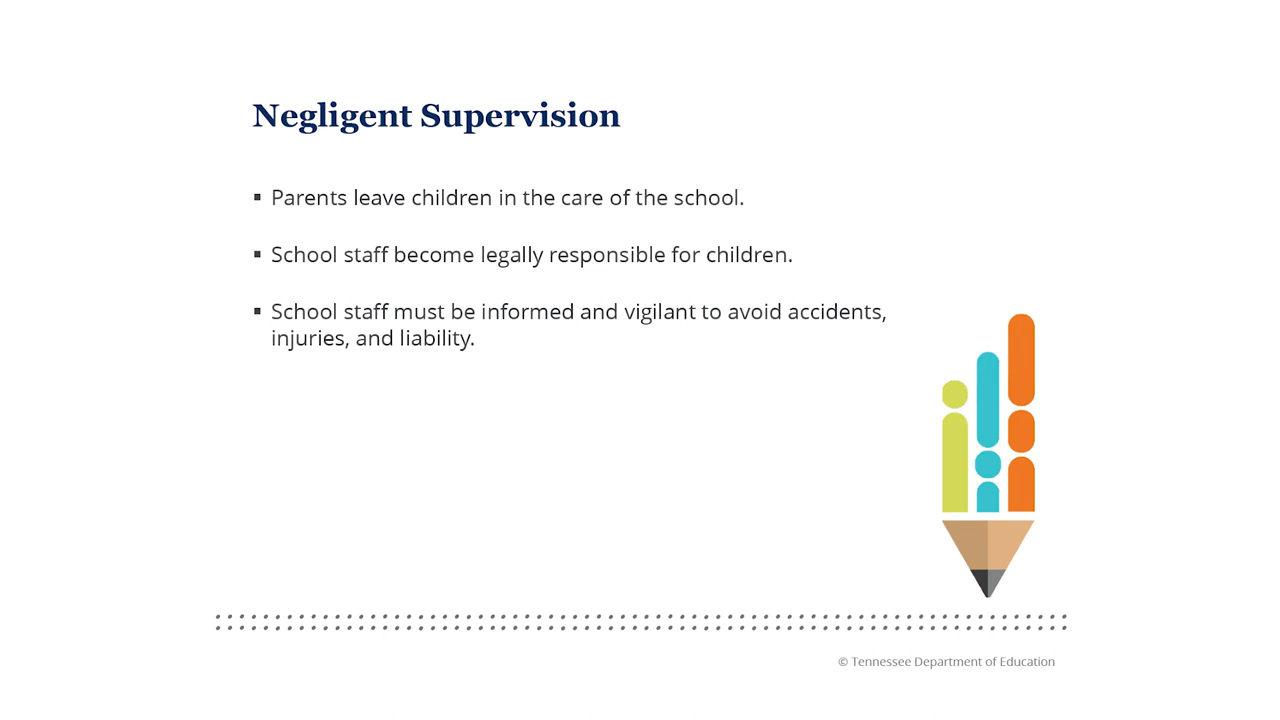 Negligent Supervision
▪ Parents leave children in the care of the school.
▪ School staff become legally responsible for children.
▪ School staff must be informed and vigilant to avoid accidents,
injuries, and liability.
© Tennessee Department of Education